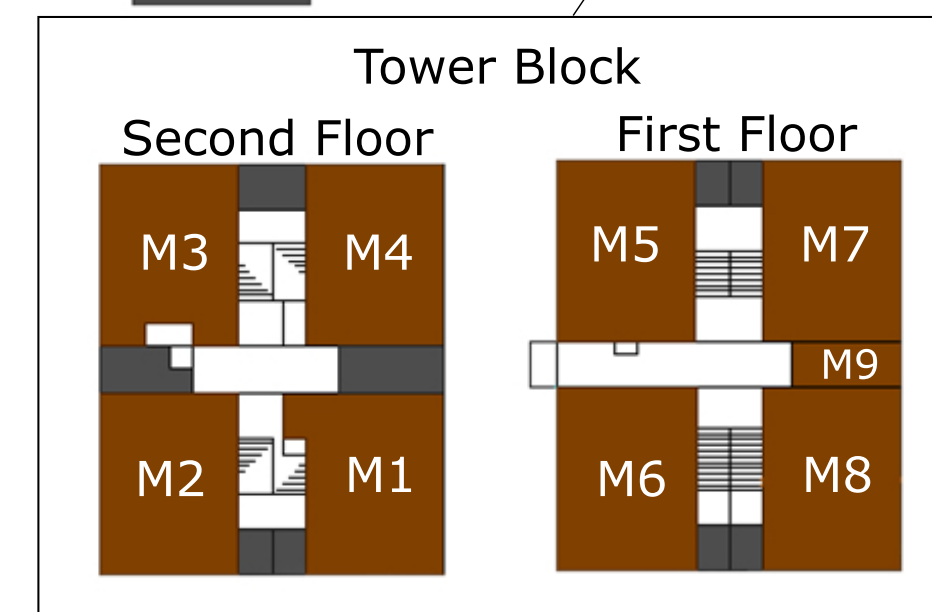 Tower Block
Second Floor
First Floor
M3
M4
M5
M7
M9
M2
M1
M6
M8